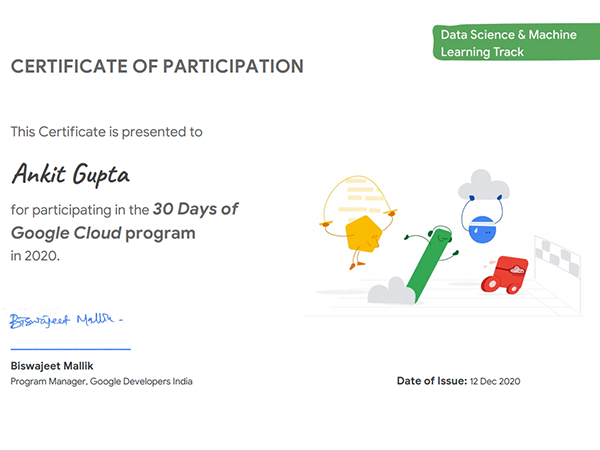 Data Science & Machine
Learning Track
CERTIFICATE OF PARTICIPATION
This Certificate is presented to
Ankit Gupta
for participating in the 30 Days of
Google Cloud program
in 2020.
Biswajeet Mallik
Biswajeet Mallik
Program Manager, Google Developers India
Date of Issue: 12 Dec 2020